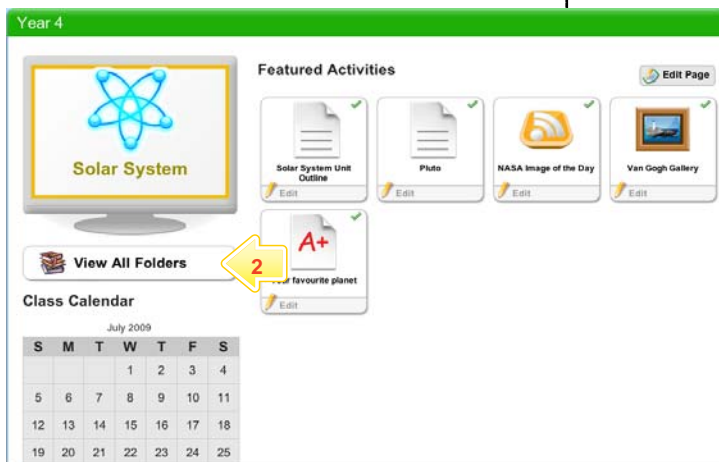 Year 4
Solar System
View All Folders
2
Featured Activities
Edit Page
Solar System Unit
Outline
Edit
Pluto
Edit
NASA Image of the Day
Edit
Van Gogh Gallery
Edit
A+
favourite planet
Edit
Class Calendar
July 2009
S M T W T F S
1 2 3 4
5 6 7 8 9 10 11
12 13 14 15 16 17 18
19 20 21 22 23 24 25